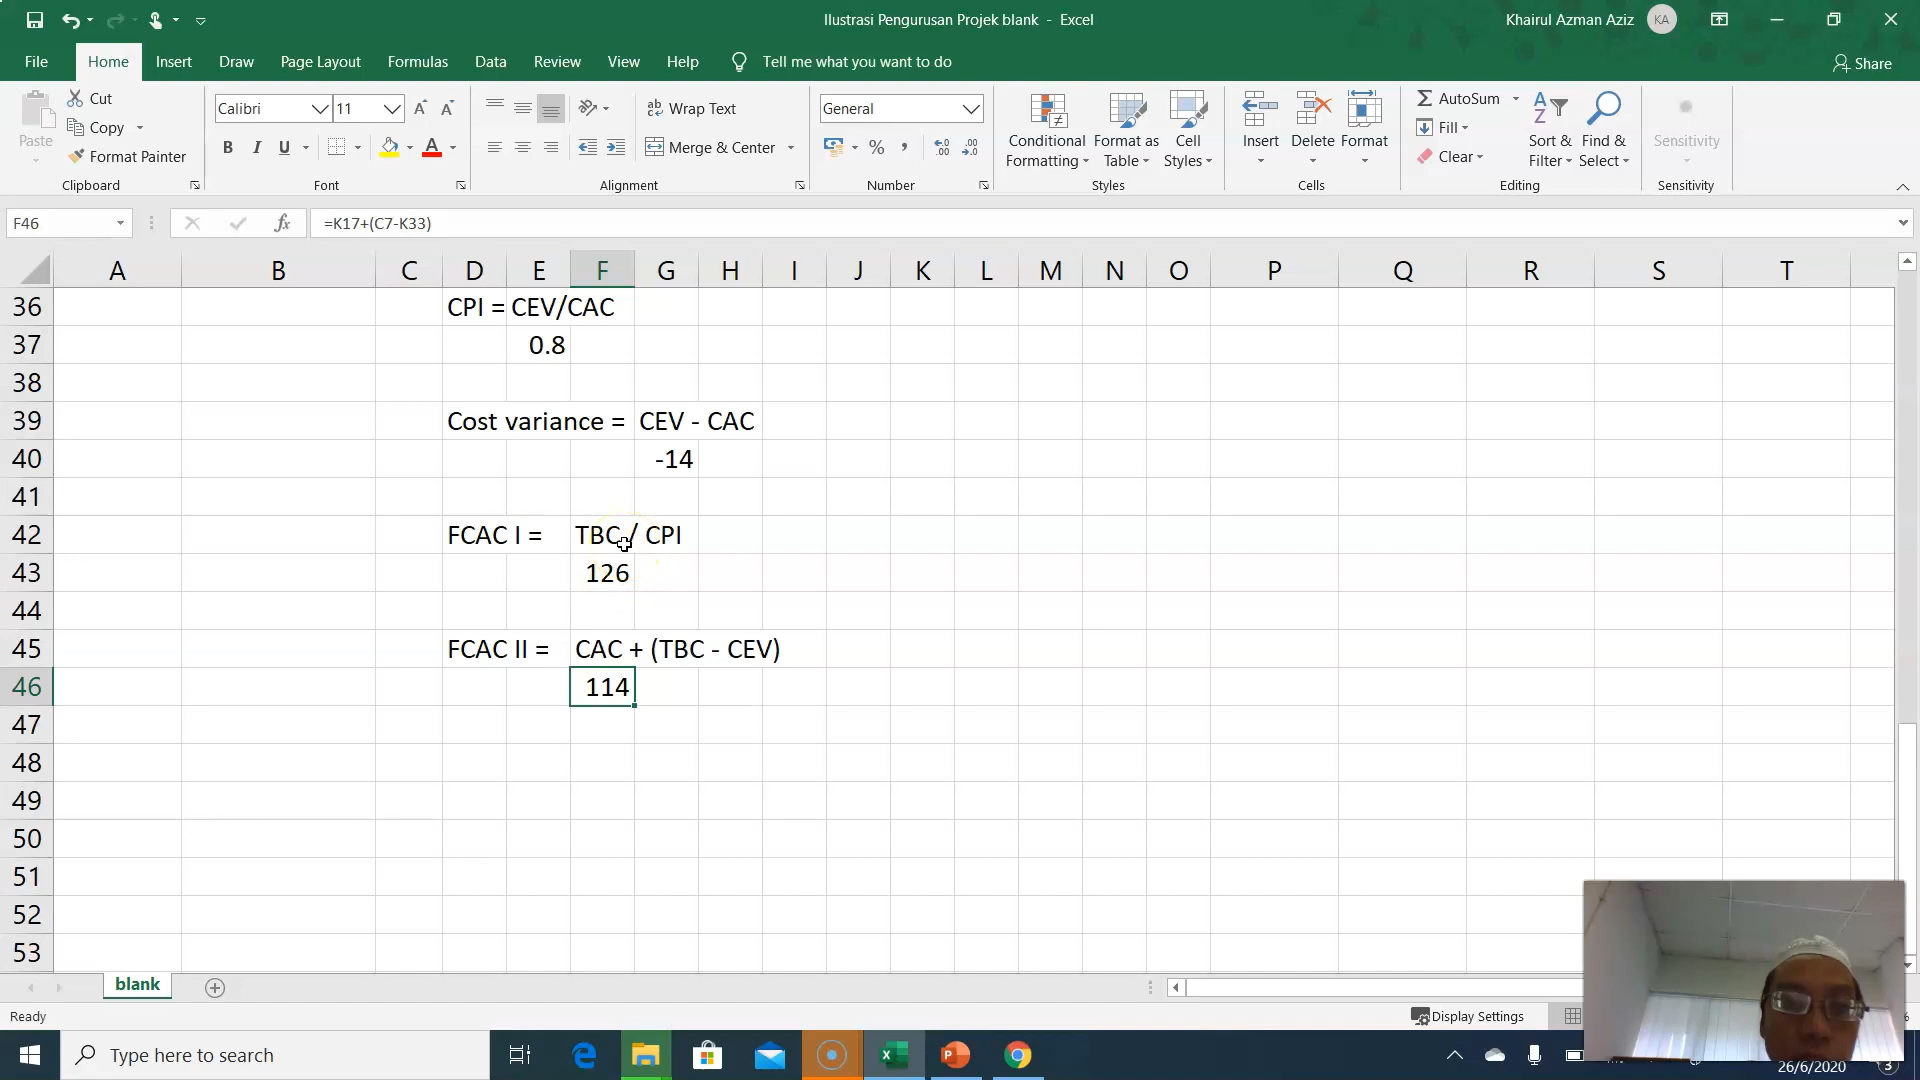 Ilustrasi Pengurusan Projek blank - Excel
Khairul Azman Aziz
KA
File Home Insert Draw Page Layout Formulas Data Review View Help Tell me what you want to do
Share
Paste
Cut
Copy
Format Painter
Clipboard
Calibri 11
B I U
Font
Wrap Text
Merge & Center
Alignment
General
Number
Conditional Formatting
Format as Table
Cell Styles
Styles
Insert Delete Format
Cells
AutoSum
Fill
Clear
Sort & Filter
Find & Select
Editing
Sensitivity
Sensitivity
F46 fx =K17+(C7-K33)
A B C D E F G H I J K L M N O P Q R S T
36 CPI = CEV/CAC
37 0.8
38
39 Cost variance = CEV - CAC
40 -14
41
42 FCAC I = TBC / CPI
43 126
44
45 FCAC II = CAC + (TBC - CEV)
46 114
47
48
49
50
51
52
53
blank
Ready
Display Settings
Type here to search
26/6/2020
3